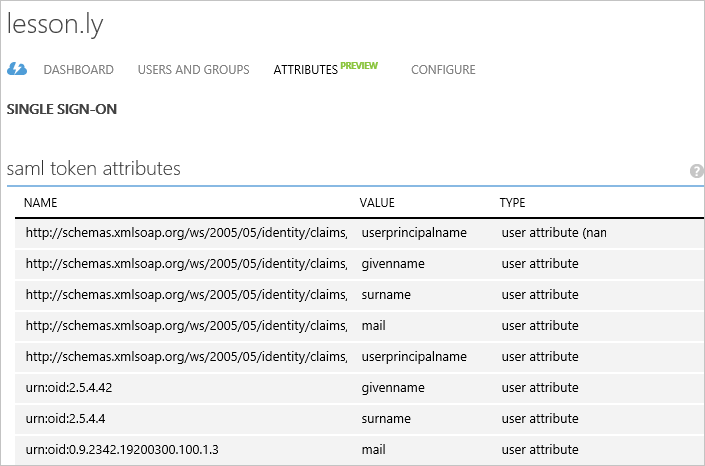 lesson.ly
DASHBOARD USERS AND GROUPS ATTRIBUTES PREVIEW CONFIGURE
SINGLE SIGN-ON
saml token attributes ?
NAME VALUE TYPE
http://schemas.xmlsoap.org/ws/2005/05/identity/claims, userprincipalname user attribute (nan
http://schemas.xmlsoap.org/ws/2005/05/identity/claims, givenname user attribute
http://schemas.xmlsoap.org/ws/2005/05/identity/claims, surname user attribute
http://schemas.xmlsoap.org/ws/2005/05/identity/claims, mail user attribute
http://schemas.xmlsoap.org/ws/2005/05/identity/claims, userprincipalname user attribute
urn:oid:2.5.4.42 givenname user attribute
urn:oid:2.5.4.4 surname user attribute
urn:oid:0.9.2342.19200300.100.1.3 mail user attribute